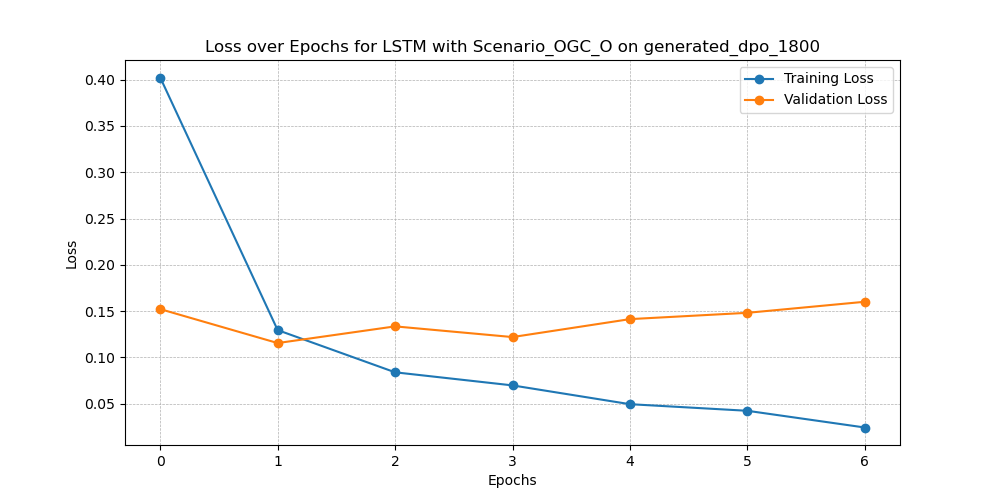 Loss over Epochs for LSTM with Scenario_OGC_O on generated_dpo_1800
Training Loss
Validation Loss
0.40
0.35
0.30
0.25
0.20
0.15
0.10
0.05
Loss
0 1 2 3 4 5 6
Epochs